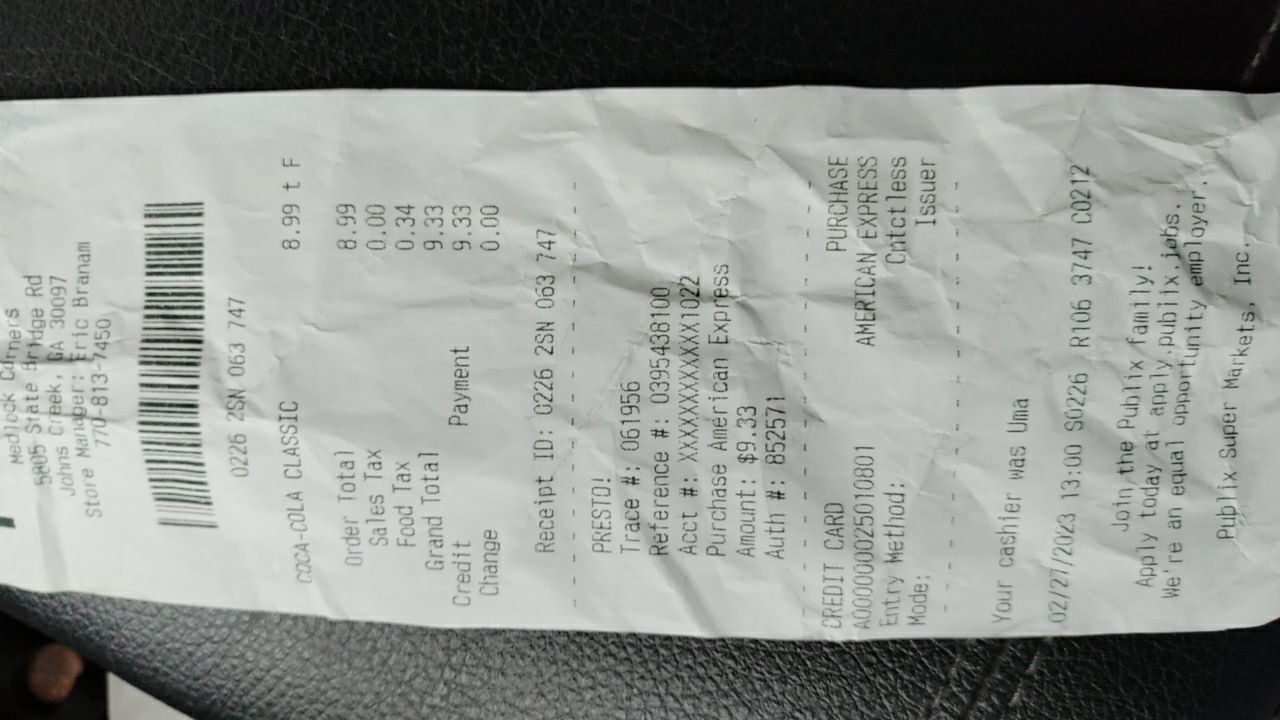 Medlock Corners
5805 State Bridge Rd
Johns Creek, GA 30097
Store Manager: Eric Branam
770-813-7450
0226 2SN 063 747
COCA-COLA CLASSIC 8.99 t F
Order Total 8.99
Sales Tax 0.00
Food Tax 0.34
Grand Total 9.33
Credit Payment 9.33
Change 0.00
Receipt ID: 0226 2SN 063 747
PRESTO!
Trace #: 061956
Reference #: 0395438100
Acct #: XXXXXXXXXXX1022
Purchase American Express
Amount: $9.33
Auth #: 852571
CREDIT CARD PURCHASE
A000000025010801 AMERICAN EXPRESS
Entry Method: Cntctless
Mode: Issuer
Your cashier was Uma
02/27/2023 13:00 S0226 R106 3747 C0212
Join the Publix family!
Apply today at apply.publix.jobs.
We're an equal opportunity employer.
Publix Super Markets, Inc.